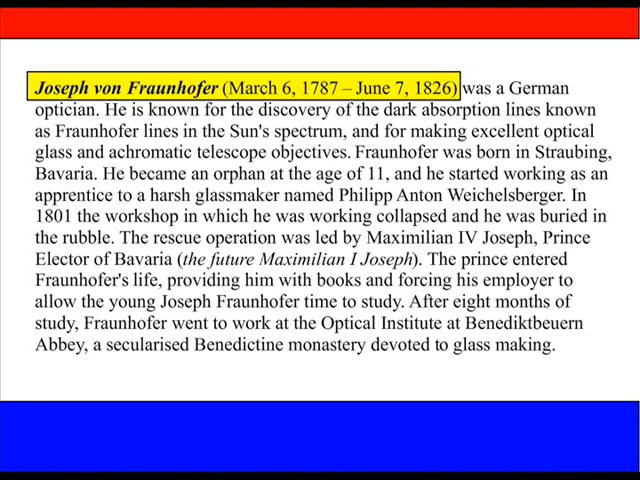 Joseph von Fraunhofer (March 6, 1787 – June 7, 1826) was a German
optician. He is known for the discovery of the dark absorption lines known
as Fraunhofer lines in the Sun's spectrum, and for making excellent optical
glass and achromatic telescope objectives. Fraunhofer was born in Straubing,
Bavaria. He became an orphan at the age of 11, and he started working as an
apprentice to a harsh glassmaker named Philipp Anton Weichelsberger. In
1801 the workshop in which he was working collapsed and he was buried in
the rubble. The rescue operation was led by Maximilian IV Joseph, Prince
Elector of Bavaria (the future Maximilian I Joseph). The prince entered
Fraunhofer's life, providing him with books and forcing his employer to
allow the young Joseph Fraunhofer time to study. After eight months of
study, Fraunhofer went to work at the Optical Institute at Benediktbeuern
Abbey, a secularised Benedictine monastery devoted to glass making.